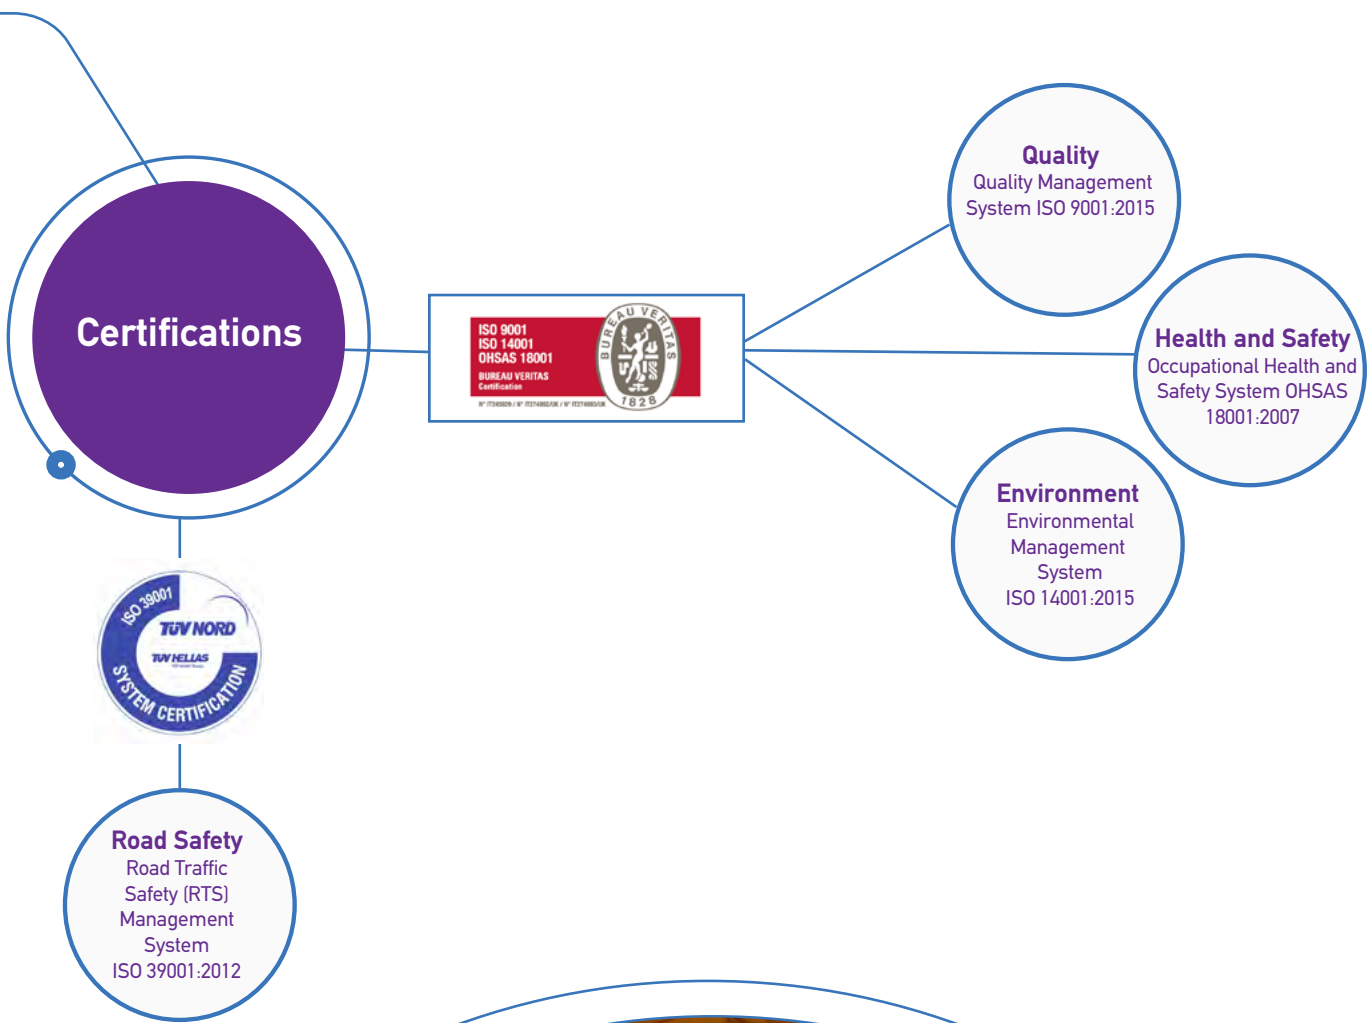 Certifications
ISO 9001
ISO 14001
OHSAS 18001
BUREAU VERITAS
Certification
BUREAU VERITAS
1828
Quality
Quality Management
System ISO 9001:2015
Health and Safety
Occupational Health and
Safety System OHSAS
18001:2007
Environment
Environmental
Management
System
ISO 14001:2015
ISO 39001
TÜV NORD
TUV HELLAS
SYSTEM CERTIFICATION
Road Safety
Road Traffic
Safety (RTS)
Management
System
ISO 39001:2012